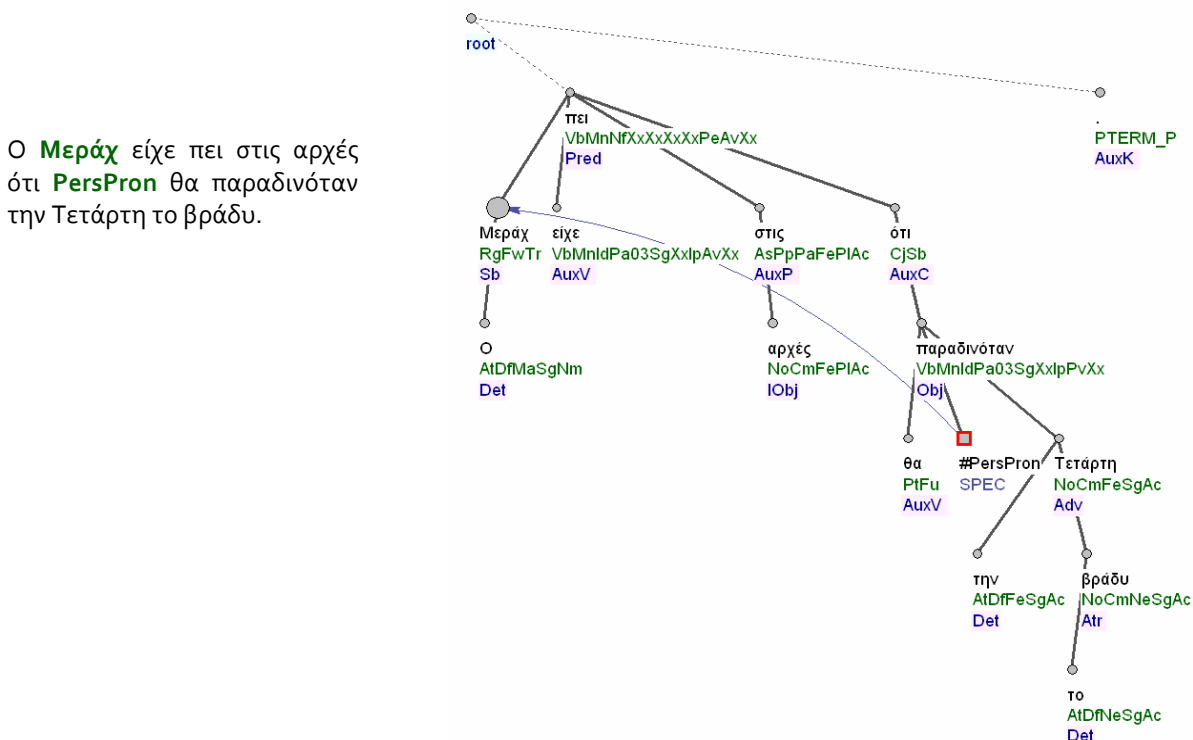 Ο Μεράχ είχε πει στις αρχές
ότι PersPron θα παραδινόταν
την Τετάρτη το βράδυ.
root
πει
VbMnNfXxXxXxXxPeAvXx
Pred
.
PTERM_P
AuxK
Μεράχ
RgFwTr
Sb
είχε
VbMnIdPa03SgXxIpAvXx
AuxV
στις
AsPpPaFePlAc
AuxP
ότι
CjSb
AuxC
Ο
AtDfMaSgNm
Det
αρχές
NoCmFePlAc
IObj
παραδινόταν
VbMnIdPa03SgXxIpPvXx
Obj
θα
PtFu
AuxV
#PersPron
SPEC
Τετάρτη
NoCmFeSgAc
Adv
την
AtDfFeSgAc
Det
βράδυ
NoCmNeSgAc
Atr
το
AtDfNeSgAc
Det